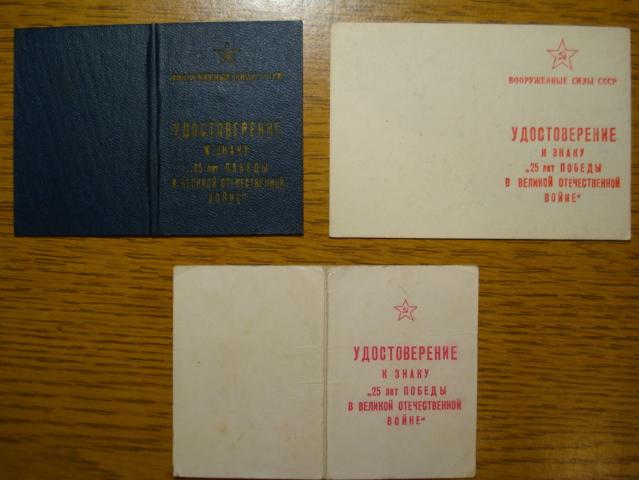 ВООРУЖЕННЫЕ СИЛЫ СССР
УДОСТОВЕРЕНИЕ
К ЗНАКУ
„25 лет ПОБЕДЫ
В ВЕЛИКОЙ ОТЕЧЕСТВЕННОЙ
ВОЙНЕ“
ВООРУЖЕННЫЕ СИЛЫ СССР
УДОСТОВЕРЕНИЕ
К ЗНАКУ
„25 лет ПОБЕДЫ
В ВЕЛИКОЙ ОТЕЧЕСТВЕННОЙ
ВОЙНЕ“
УДОСТОВЕРЕНИЕ
К ЗНАКУ
„25 лет ПОБЕДЫ
В ВЕЛИКОЙ ОТЕЧЕСТВЕННОЙ
ВОЙНЕ“